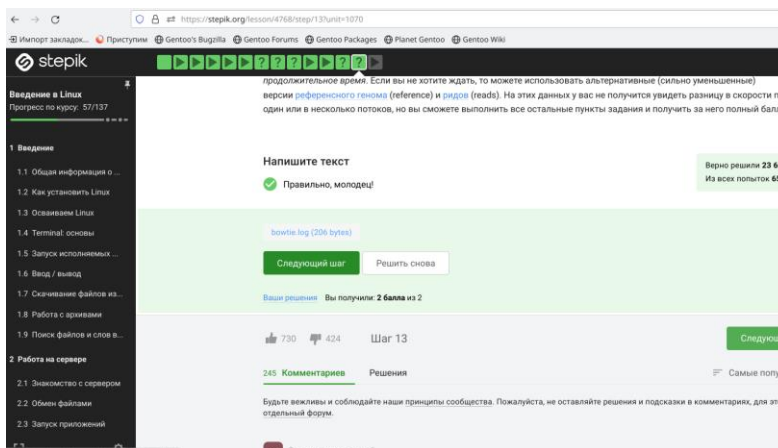 https://stepik.org/lesson/4768/step/13?unit=1070
Импорт закладок...
Приступим
Gentoo's Bugzilla
Gentoo Forums
Gentoo Packages
Planet Gentoo
Gentoo Wiki
stepik
Введение в Linux
Прогресс по курсу: 57/137
1 Введение
1.1 Общая информация о ...
1.2 Как установить Linux
1.3 Осваиваем Linux
1.4 Terminal: основы
1.5 Запуск исполняемых ...
1.6 Ввод / вывод
1.7 Скачивание файлов из...
1.8 Работа с архивами
1.9 Поиск файлов и слов в...
2 Работа на сервере
2.1 Знакомство с сервером
2.2 Обмен файлами
2.3 Запуск приложений
продолжительное время. Если вы не хотите ждать, то можете использовать альтернативные (сильно уменьшенные)
версии референсного генома (reference) и ридов (reads). На этих данных у вас не получится увидеть разницу в скорости п
один или в несколько потоков, но вы сможете выполнить все остальные пункты задания и получить за него полный балл
Напишите текст
Правильно, молодец!
Верно решили 23 6
Из всех попыток 65
bowtie.log (206 bytes)
Следующий шаг
Решить снова
Ваши решения Вы получили: 2 балла из 2
730
424
Шаг 13
Следующ
245 Комментариев
Решения
Самые попу
Будьте вежливы и соблюдайте наши принципы сообщества. Пожалуйста, не оставляйте решения и подсказки в комментариях, для эт
отдельный форум.